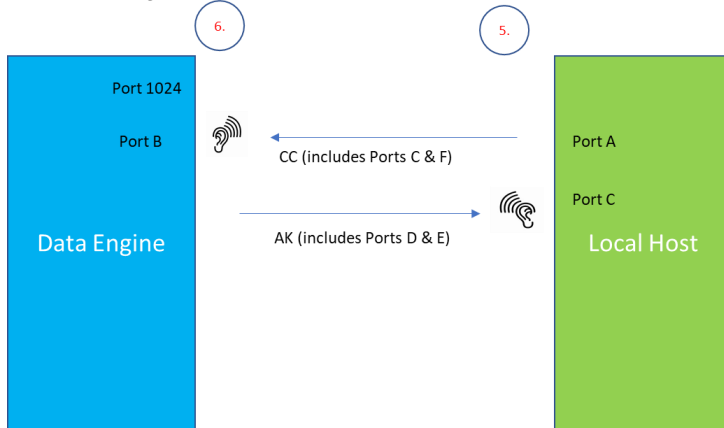 6.
5.
Port 1024
Port B
Port A
CC (includes Ports C & F)
Port C
AK (includes Ports D & E)
Data Engine
Local Host